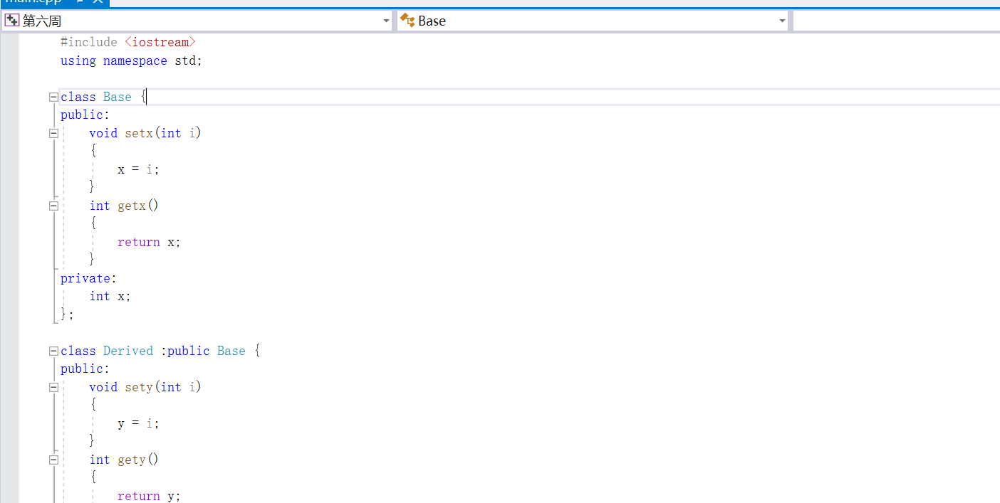 main.cpp
第六周
Base
#include <iostream>
using namespace std;
class Base {
public:
void setx(int i)
{
x = i;
}
int getx()
{
return x;
}
private:
int x;
};
class Derived :public Base {
public:
void sety(int i)
{
y = i;
}
int gety()
{
return y;